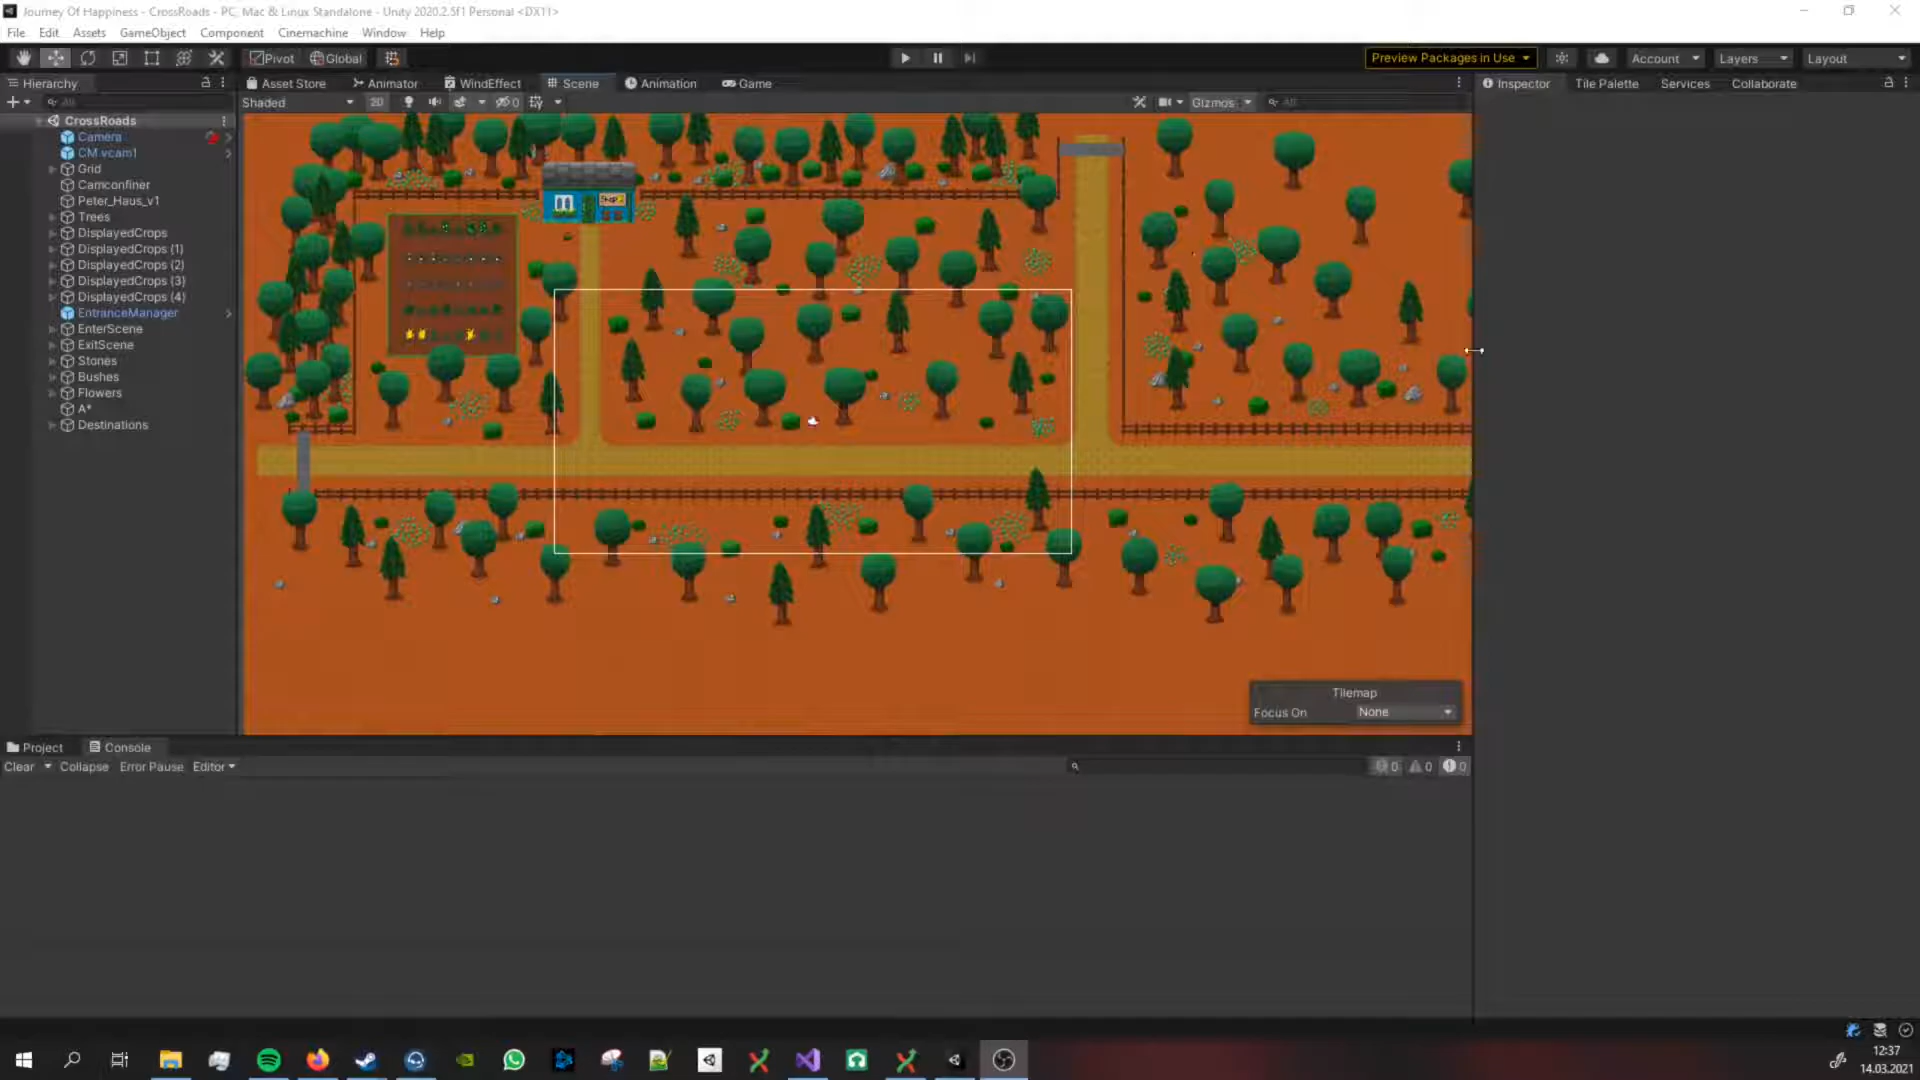 Journey Of Happiness - CrossRoads - PC, Mac & Linux Standalone - Unity 2020.2.5f1 Personal <DX11>
File Edit Assets GameObject Component Cinemachine Window Help
Pivot Global Preview Packages in Use Account Layers Layout
Hierarchy Asset Store Animator WindEffect Scene Animation Game Inspector Tile Palette Services Collaborate
All Shaded 2D 0 Gizmos All
CrossRoads
Camera
CM vcam1
Grid
Camconfiner
Peter_Haus_v1
Trees
DisplayedCrops
DisplayedCrops (1)
DisplayedCrops (2)
DisplayedCrops (3)
DisplayedCrops (4)
EntranceManager
EnterScene
ExitScene
Stones
Bushes
Flowers
A*
Destinations
Tilemap
Focus On None
Project Console
Clear Collapse Error Pause Editor 0 0 0
12:37
14.03.2021